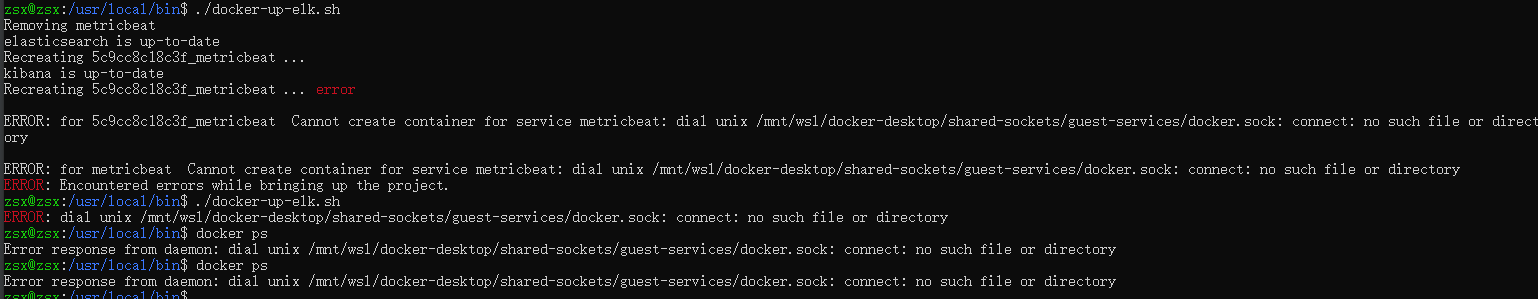 zsx@zsx:/usr/local/bin$ ./docker-up-elk.sh
Removing metricbeat
elasticsearch is up-to-date
Recreating 5c9cc8c18c3f_metricbeat ...
kibana is up-to-date
Recreating 5c9cc8c18c3f_metricbeat ... error
ERROR: for 5c9cc8c18c3f_metricbeat  Cannot create container for service metricbeat: dial unix /mnt/wsl/docker-desktop/shared-sockets/guest-services/docker.sock: connect: no such file or direct
ory
ERROR: for metricbeat  Cannot create container for service metricbeat: dial unix /mnt/wsl/docker-desktop/shared-sockets/guest-services/docker.sock: connect: no such file or directory
ERROR: Encountered errors while bringing up the project.
zsx@zsx:/usr/local/bin$ ./docker-up-elk.sh
ERROR: dial unix /mnt/wsl/docker-desktop/shared-sockets/guest-services/docker.sock: connect: no such file or directory
zsx@zsx:/usr/local/bin$ docker ps
Error response from daemon: dial unix /mnt/wsl/docker-desktop/shared-sockets/guest-services/docker.sock: connect: no such file or directory
zsx@zsx:/usr/local/bin$ docker ps
Error response from daemon: dial unix /mnt/wsl/docker-desktop/shared-sockets/guest-services/docker.sock: connect: no such file or directory
zsx@zsx:/usr/local/bin$